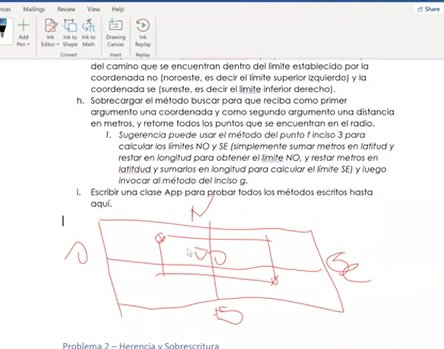 nces Mailings Review View Help
Share
Add Pen
Ink Editor
Ink to Shape
Ink to Math
Drawing Canvas
Ink Replay
Convert
Insert
Replay
del camino que se encuentran dentro del limite establecido por la
coordenada no (noroeste, es decir el límite superior izquierdo) y la
coordenada se (sureste, es decir el limite inferior derecho).
h. Sobrecargar el método buscar para que reciba como primer
argumento una coordenada y como segundo argumento una distancia
en metros, y retorne todos los puntos que se encuentran en el radio.
1. Sugerencia puede usar el método del punto f inciso 3 para
calcular los límites NO y SE (simplemente sumar metros en latitud y
restar en longitud para obtener el limite NO, y restar metros en
latitdud y sumarlos en longitud para calcular el límite SE) y luego
invocar al método del inciso g.
i. Escribir una clase App para probar todos los métodos escritos hasta
aquí.
N
Problema 2 – Herencia y Sobrescritura